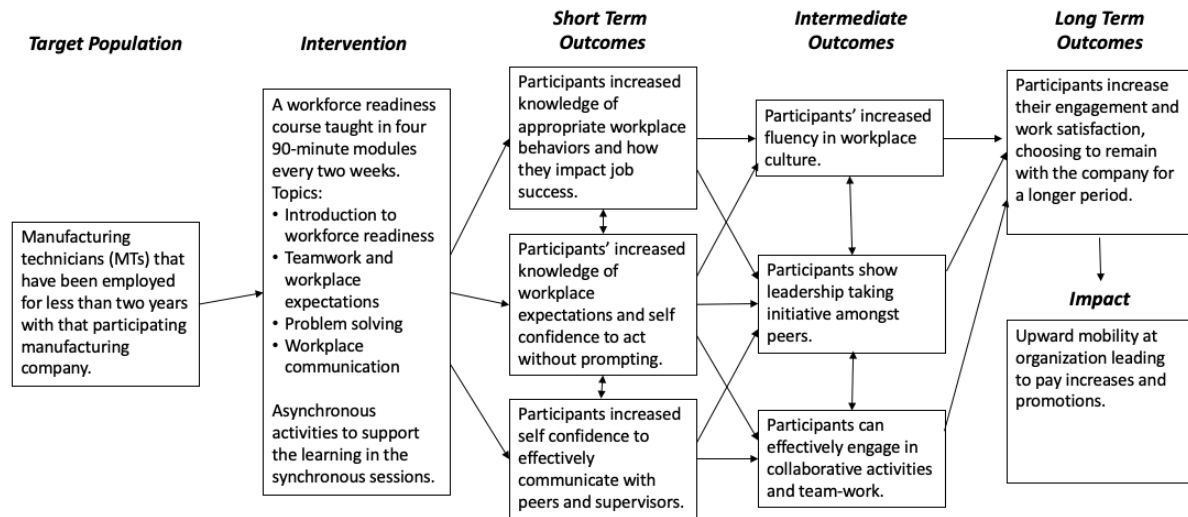 Target Population
Manufacturing
technicians (MTs) that
have been employed
for less than two years
with that participating
manufacturing
company.
Intervention
A workforce readiness
course taught in four
90-minute modules
every two weeks.
Topics:
• Introduction to
workforce readiness
• Teamwork and
workplace
expectations
• Problem solving
• Workplace
communication
Asynchronous
activities to support
the learning in the
synchronous sessions.
Short Term
Outcomes
Participants increased
knowledge of
appropriate workplace
behaviors and how
they impact job
success.
Participants' increased
knowledge of
workplace
expectations and self
confidence to act
without prompting.
Participants increased
self confidence to
effectively
communicate with
peers and supervisors.
Intermediate
Outcomes
Participants' increased
fluency in workplace
culture.
Participants show
leadership taking
initiative amongst
peers.
Participants can
effectively engage in
collaborative activities
and team-work.
Long Term
Outcomes
Participants increase
their engagement and
work satisfaction,
choosing to remain
with the company for
a longer period.
Impact
Upward mobility at
organization leading
to pay increases and
promotions.